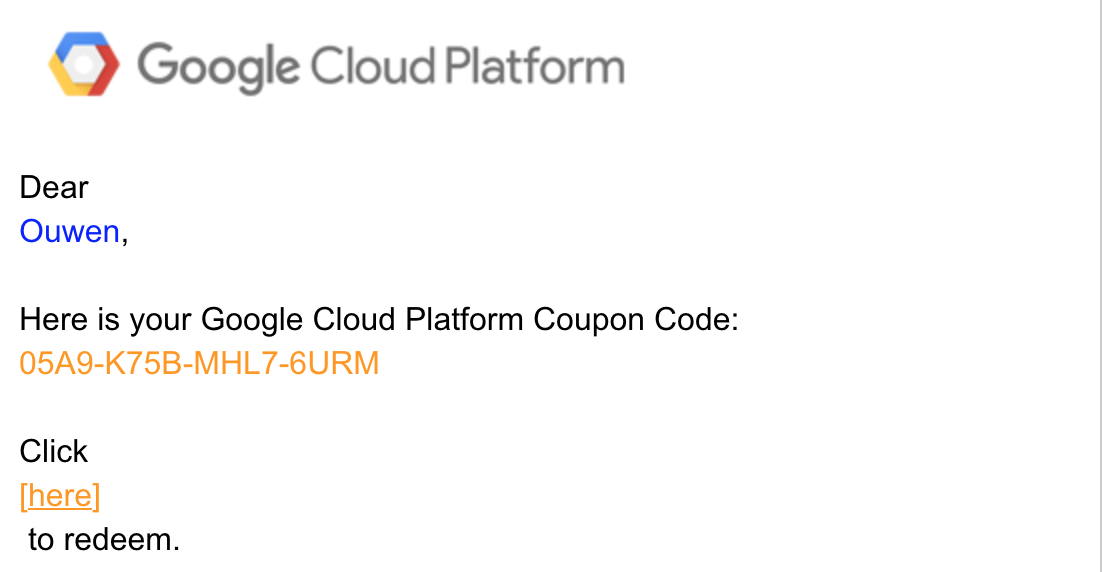 Google Cloud Platform
Dear
Ouwen,
Here is your Google Cloud Platform Coupon Code:
05A9-K75B-MHL7-6URM
Click
[here]
to redeem.